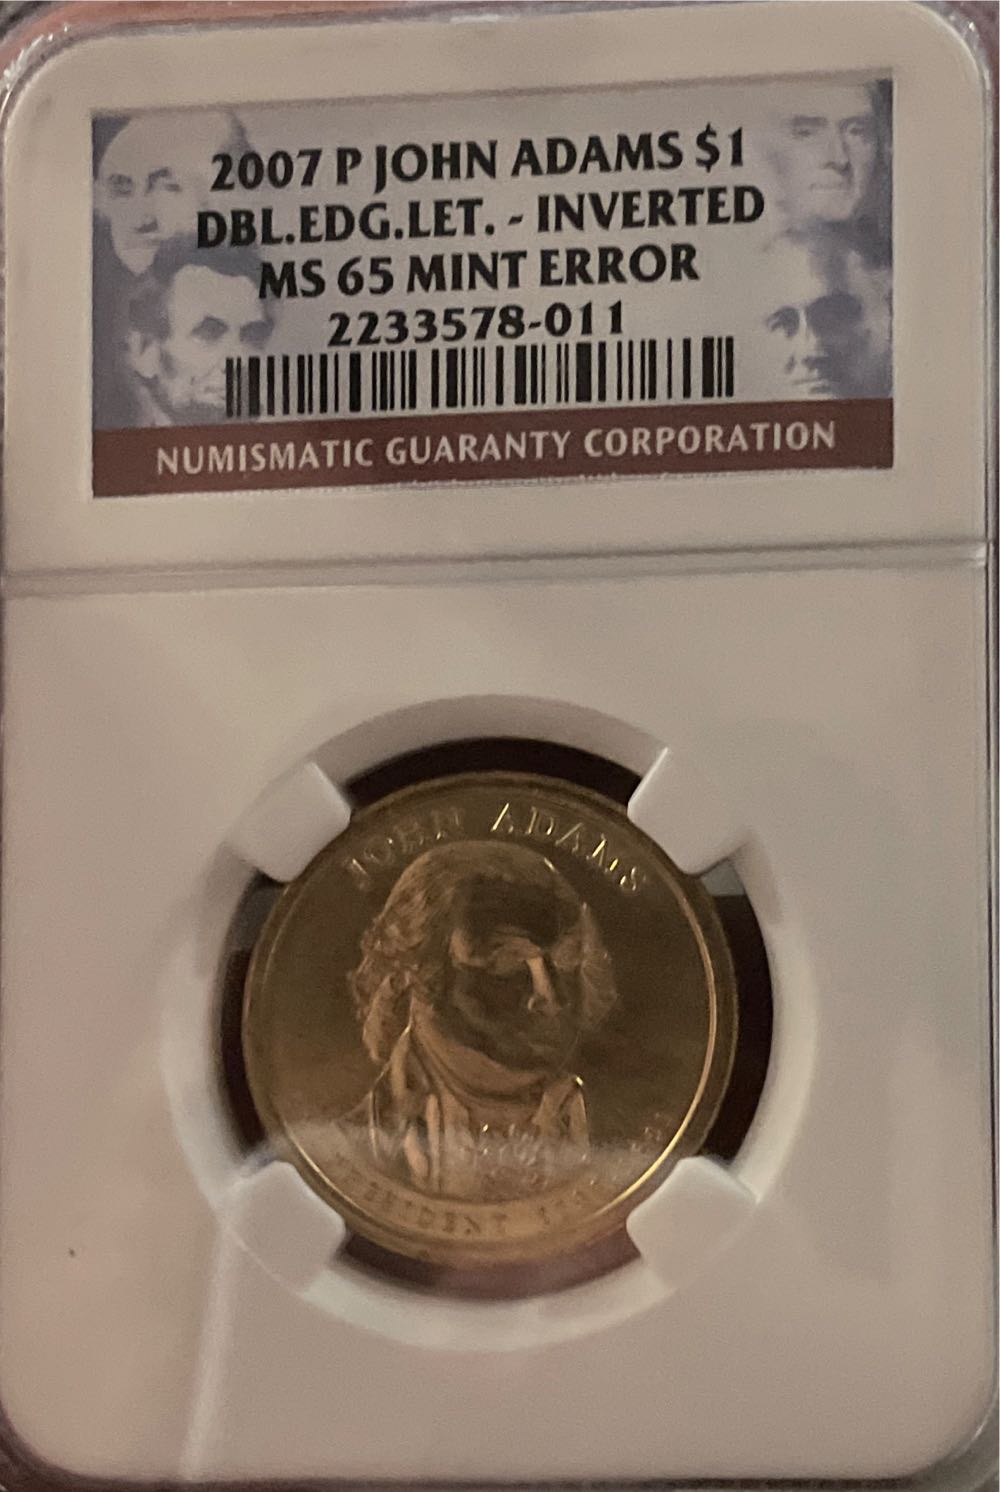 2007 P JOHN ADAMS $1
DBL.EDG.LET. - INVERTED
MS 65 MINT ERROR
2233578-011
NUMISMATIC GUARANTY CORPORATION
JOHN ADAMS
PRESIDENT